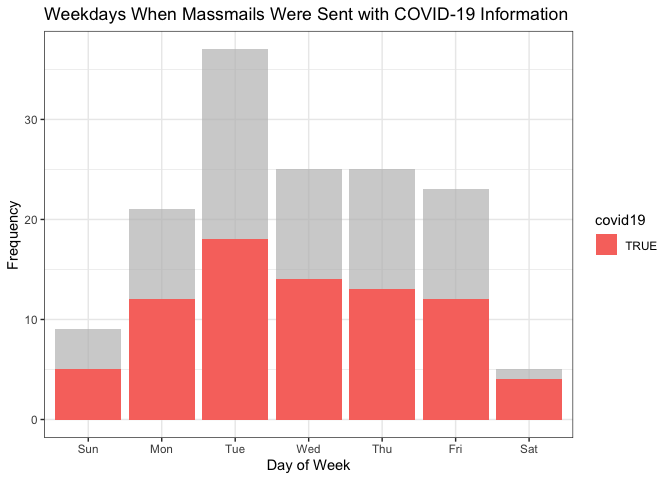 Weekdays When Massmails Were Sent with COVID-19 Information
30
20
10
0
Frequency
Sun Mon Tue Wed Thu Fri Sat
Day of Week
covid19
TRUE